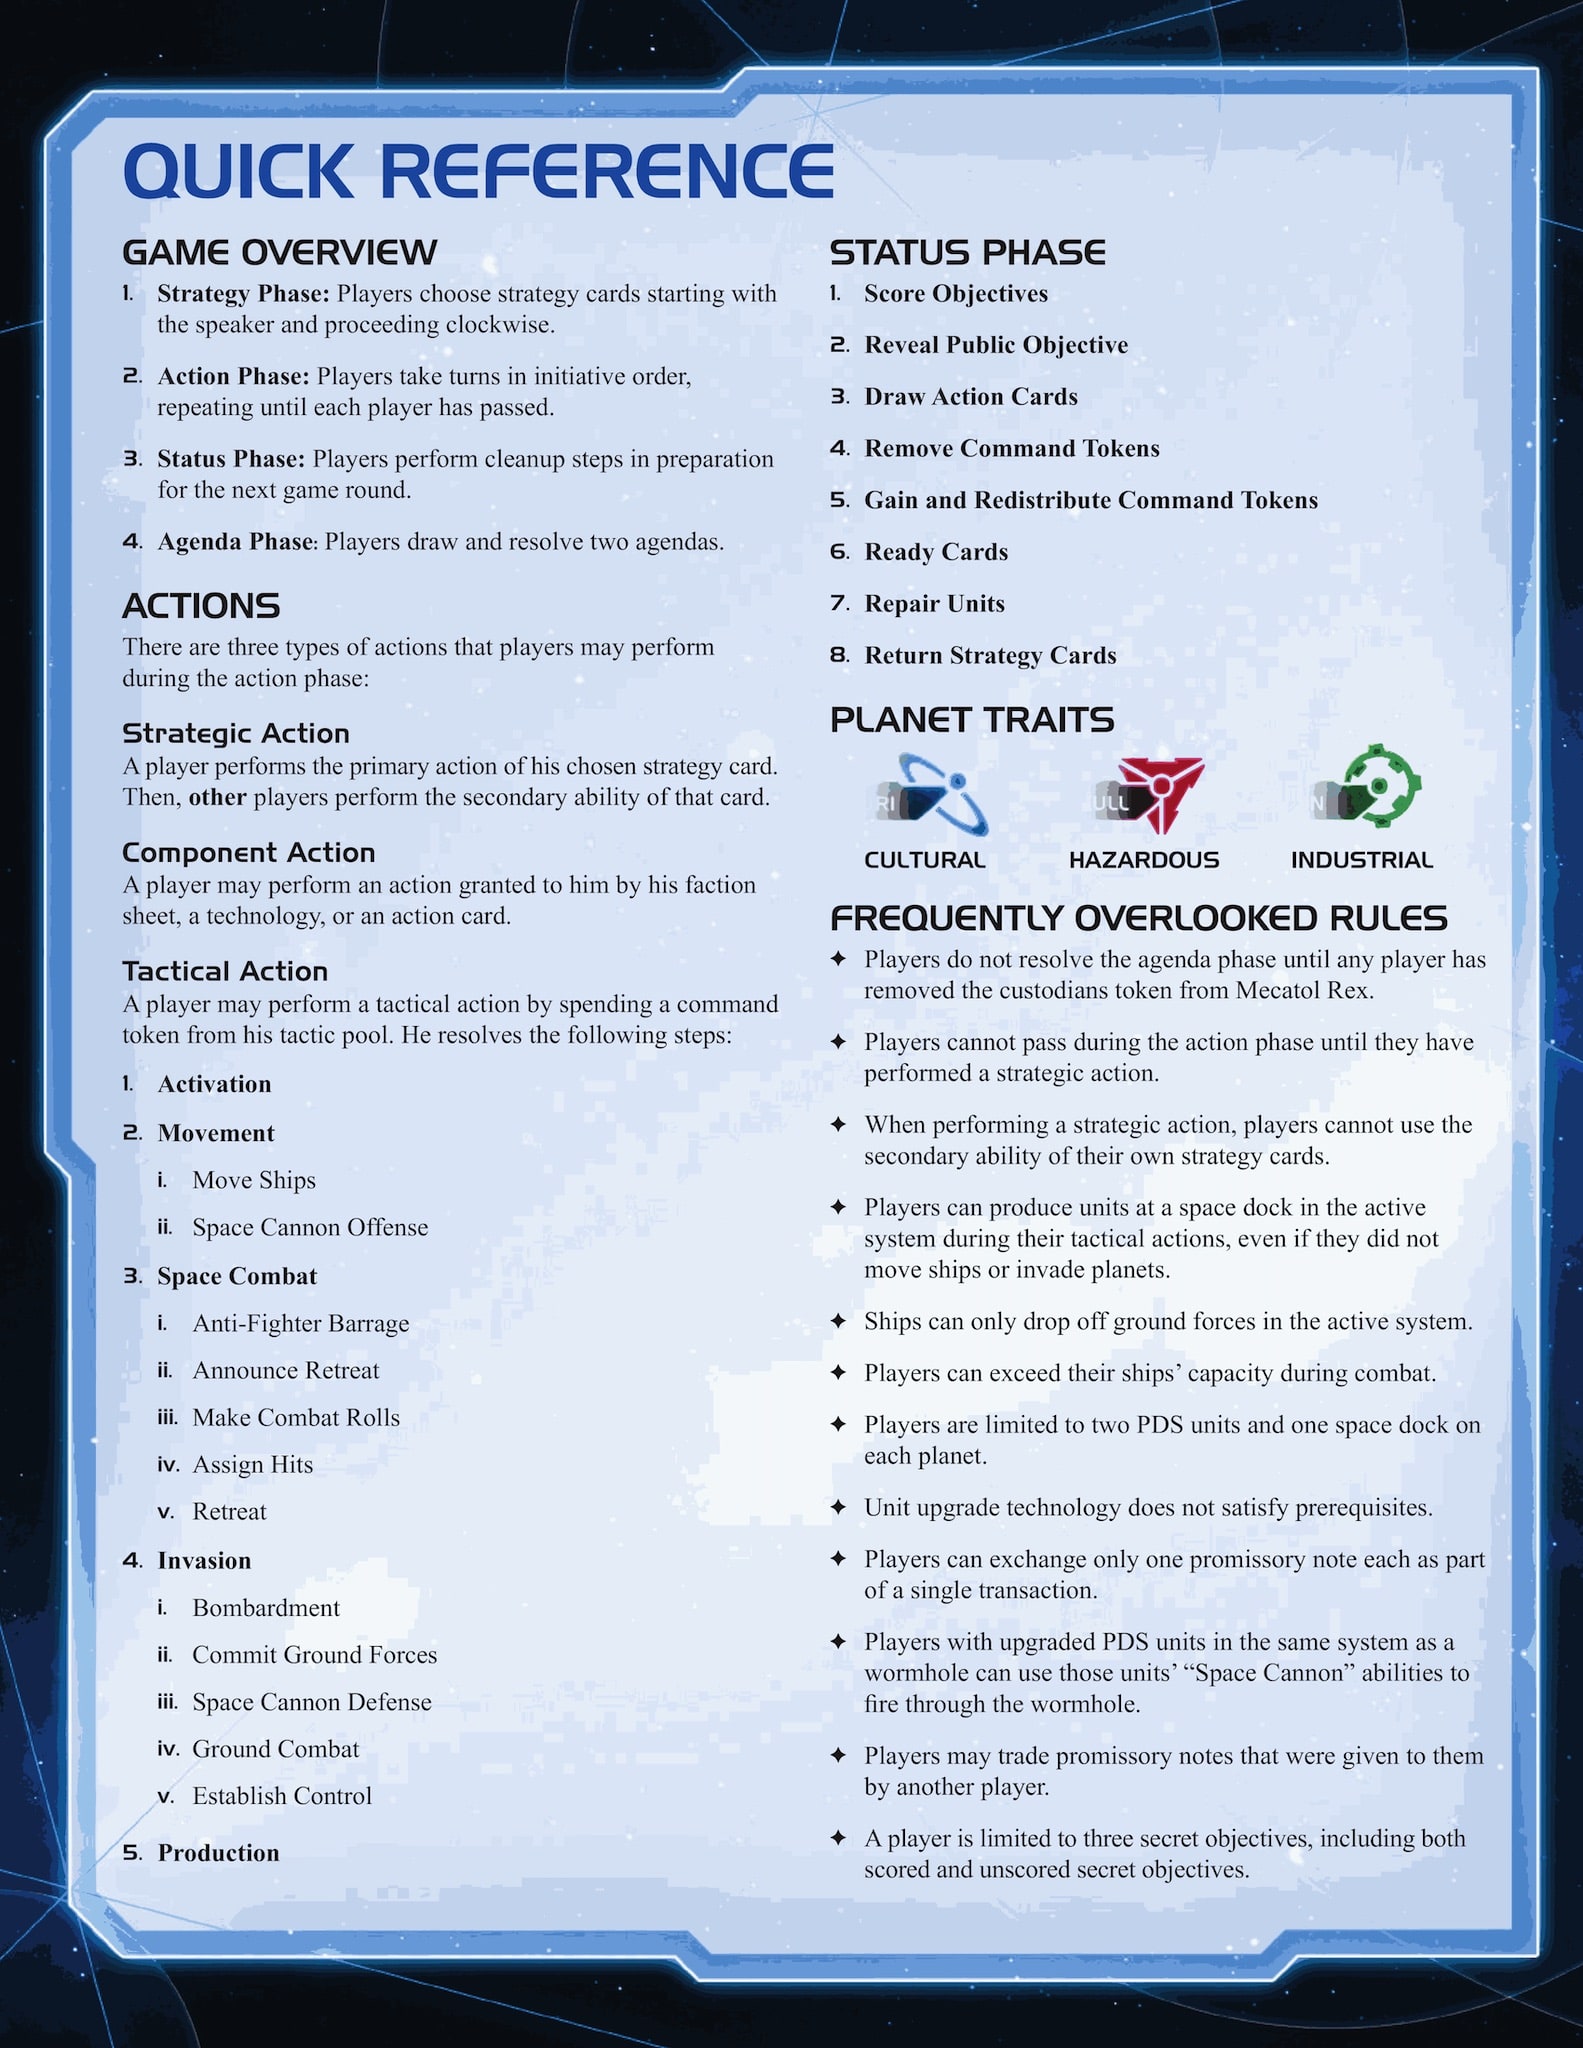 QUICK REFERENCE
GAME OVERVIEW
1. Strategy Phase: Players choose strategy cards starting with
the speaker and proceeding clockwise.
2. Action Phase: Players take turns in initiative order,
repeating until each player has passed.
3. Status Phase: Players perform cleanup steps in preparation
for the next game round.
4. Agenda Phase: Players draw and resolve two agendas.
ACTIONS
There are three types of actions that players may perform
during the action phase:
Strategic Action
A player performs the primary action of his chosen strategy card.
Then, other players perform the secondary ability of that card.
Component Action
A player may perform an action granted to him by his faction
sheet, a technology, or an action card.
Tactical Action
A player may perform a tactical action by spending a command
token from his tactic pool. He resolves the following steps:
1. Activation
2. Movement
i. Move Ships
ii. Space Cannon Offense
3. Space Combat
i. Anti-Fighter Barrage
ii. Announce Retreat
iii. Make Combat Rolls
iv. Assign Hits
v. Retreat
4. Invasion
i. Bombardment
ii. Commit Ground Forces
iii. Space Cannon Defense
iv. Ground Combat
v. Establish Control
5. Production
STATUS PHASE
1. Score Objectives
2. Reveal Public Objective
3. Draw Action Cards
4. Remove Command Tokens
5. Gain and Redistribute Command Tokens
6. Ready Cards
7. Repair Units
8. Return Strategy Cards
PLANET TRAITS
RI ULL N
CULTURAL HAZARDOUS INDUSTRIAL
FREQUENTLY OVERLOOKED RULES
✦ Players do not resolve the agenda phase until any player has
removed the custodians token from Mecatol Rex.
✦ Players cannot pass during the action phase until they have
performed a strategic action.
✦ When performing a strategic action, players cannot use the
secondary ability of their own strategy cards.
✦ Players can produce units at a space dock in the active
system during their tactical actions, even if they did not
move ships or invade planets.
✦ Ships can only drop off ground forces in the active system.
✦ Players can exceed their ships’ capacity during combat.
✦ Players are limited to two PDS units and one space dock on
each planet.
✦ Unit upgrade technology does not satisfy prerequisites.
✦ Players can exchange only one promissory note each as part
of a single transaction.
✦ Players with upgraded PDS units in the same system as a
wormhole can use those units’ “Space Cannon” abilities to
fire through the wormhole.
✦ Players may trade promissory notes that were given to them
by another player.
✦ A player is limited to three secret objectives, including both
scored and unscored secret objectives.